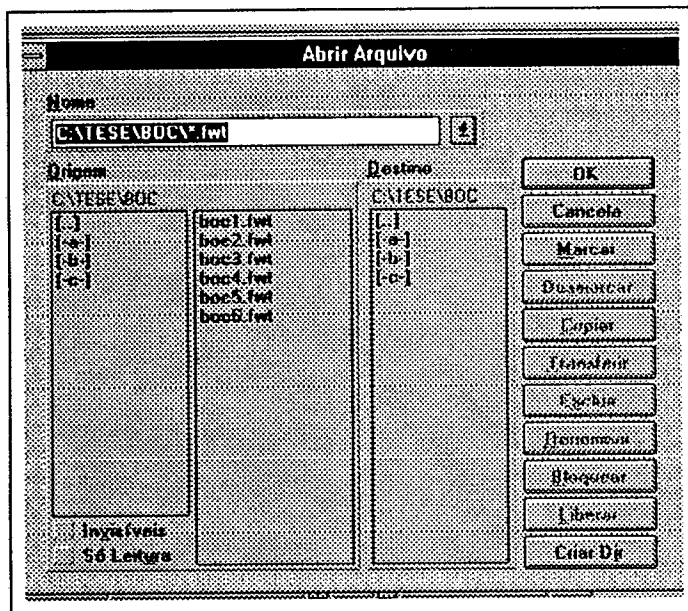 Abrir Arquivo
Nome
C:\TESE\BOC\*.fwt
Origem
C:\TESE\BOC
[..]
[-a-]
[-b-]
[-c-]
boc1.fwt
boc2.fwt
boc3.fwt
boc4.fwt
boc5.fwt
boc6.fwt
Invisíveis
Só Leitura
Destino
C:\TESE\BOC
[..]
[-a-]
[-b-]
[-c-]
OK
Cancela
Marcar
Desmarcar
Copiar
Transferir
Excluir
Renomear
Bloquear
Liberar
Criar Dir